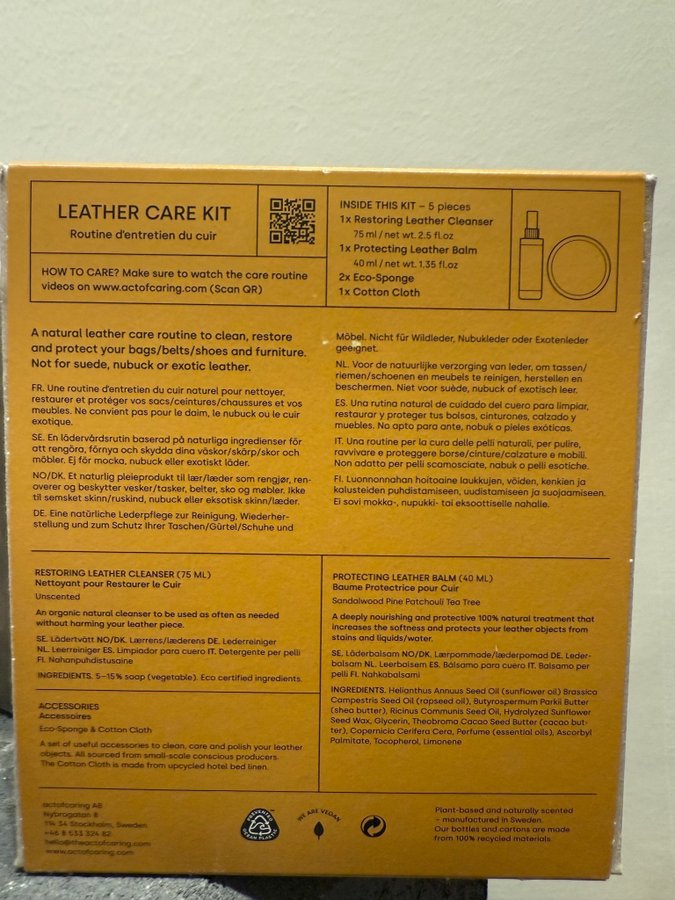 LEATHER CARE KIT
Routine d'entretien du cuir
HOW TO CARE? Make sure to watch the care routine
videos on www.actofcaring.com (Scan QR)
INSIDE THIS KIT – 5 pieces
1x Restoring Leather Cleanser
75 ml / net wt. 2.5 fl.oz
1x Protecting Leather Balm
40 ml / net wt. 1.35 fl.oz
2x Eco-Sponge
1x Cotton Cloth
A natural leather care routine to clean, restore
and protect your bags/belts/shoes and furniture.
Not for suede, nubuck or exotic leather.
FR. Une routine d'entretien du cuir naturel pour nettoyer,
restaurer et protéger vos sacs/ceintures/chaussures et vos
meubles. Ne convient pas pour le daim, le nubuck ou le cuir
exotique.
SE. En lädervårdsrutin baserad på naturliga ingredienser för
att rengöra, förnya och skydda dina väskor/skärp/skor och
möbler. Ej för mocka, nubuck eller exotiskt läder.
NO/DK. Et naturlig pleieprodukt til lær/læder som rengjør, ren-
overer og beskytter vesker/tasker, belter, sko og møbler. Ikke
til semsket skinn/ruskind, nubuck eller eksotisk skinn/læder.
DE. Eine natürliche Lederpflege zur Reinigung, Wiederher-
stellung und zum Schutz Ihrer Taschen/Gürtel/Schuhe und
Möbel. Nicht für Wildleder, Nubukleder oder Exotenleder
geeignet.
NL. Voor de natuurlijke verzorging van leder, om tassen/
riemen/schoenen en meubels te reinigen, herstellen en
beschermen. Niet voor suède, nubuck of exotisch leer.
ES. Una rutina natural de cuidado del cuero para limpiar,
restaurar y proteger tus bolsos, cinturones, calzado y
muebles. No apto para ante, nobuk o pieles exóticas.
IT. Una routine per la cura delle pelli naturali, per pulire,
ravvivare e proteggere borse/cinture/calzature e mobili.
Non adatto per pelli scamosciate, nabuk o pelli esotiche.
FI. Luonnonnahan hoitoaine laukkujen, vöiden, kenkien ja
kalusteiden puhdistamiseen, uudistamiseen ja suojaamiseen.
Ei sovi mokka-, nupukki- tai eksoottiselle nahalle.
RESTORING LEATHER CLEANSER (75 ML)
Nettoyant pour Restaurer le Cuir
Unscented
An organic natural cleanser to be used as often as needed
without harming your leather piece.
SE. Lädertvätt NO/DK. Lærrens/læderens DE. Lederreiniger
NL. Leerreiniger ES. Limpiador para cuero IT. Detergente per pelli
FI. Nahanpuhdistusaine
INGREDIENTS. 5–15% soap (vegetable). Eco certified ingredients.
ACCESSORIES
Accessoires
Eco-Sponge & Cotton Cloth
A set of useful accessories to clean, care and polish your leather
objects. All sourced from small-scale conscious producers.
The Cotton Cloth is made from upcycled hotel bed linen.
PROTECTING LEATHER BALM (40 ML)
Baume Protectrice pour Cuir
Sandalwood Pine Patchouli Tea Tree
A deeply nourishing and protective 100% natural treatment that
increases the softness and protects your leather objects from
stains and liquids/water.
SE. Läderbalsam NO/DK. Lærpommade/læderpomad DE. Leder-
balsam NL. Leerbalsem ES. Bálsamo para cuero IT. Balsamo per
pelli FI. Nahkabalsami
INGREDIENTS. Helianthus Annuus Seed Oil (sunflower oil) Brassica
Campestris Seed Oil (rapseed oil), Butyrospermum Parkii Butter
(shea butter), Ricinus Communis Seed Oil, Hydrolyzed Sunflower
Seed Wax, Glycerin, Theobroma Cacao Seed Butter (cacao but-
ter), Copernicia Cerifera Cera, Perfume (essential oils), Ascorbyl
Palmitate, Tocopherol, Limonene
actofcaring AB
Nybrogatan 8
114 34 Stockholm, Sweden
+46 8 533 324 82
hello@theactofcaring.com
www.actofcaring.com
PREVENTED
OCEAN PLASTIC
WE ARE VEGAN
Plant-based and naturally scented
– manufactured in Sweden.
Our bottles and cartons are made
from 100% recycled materials